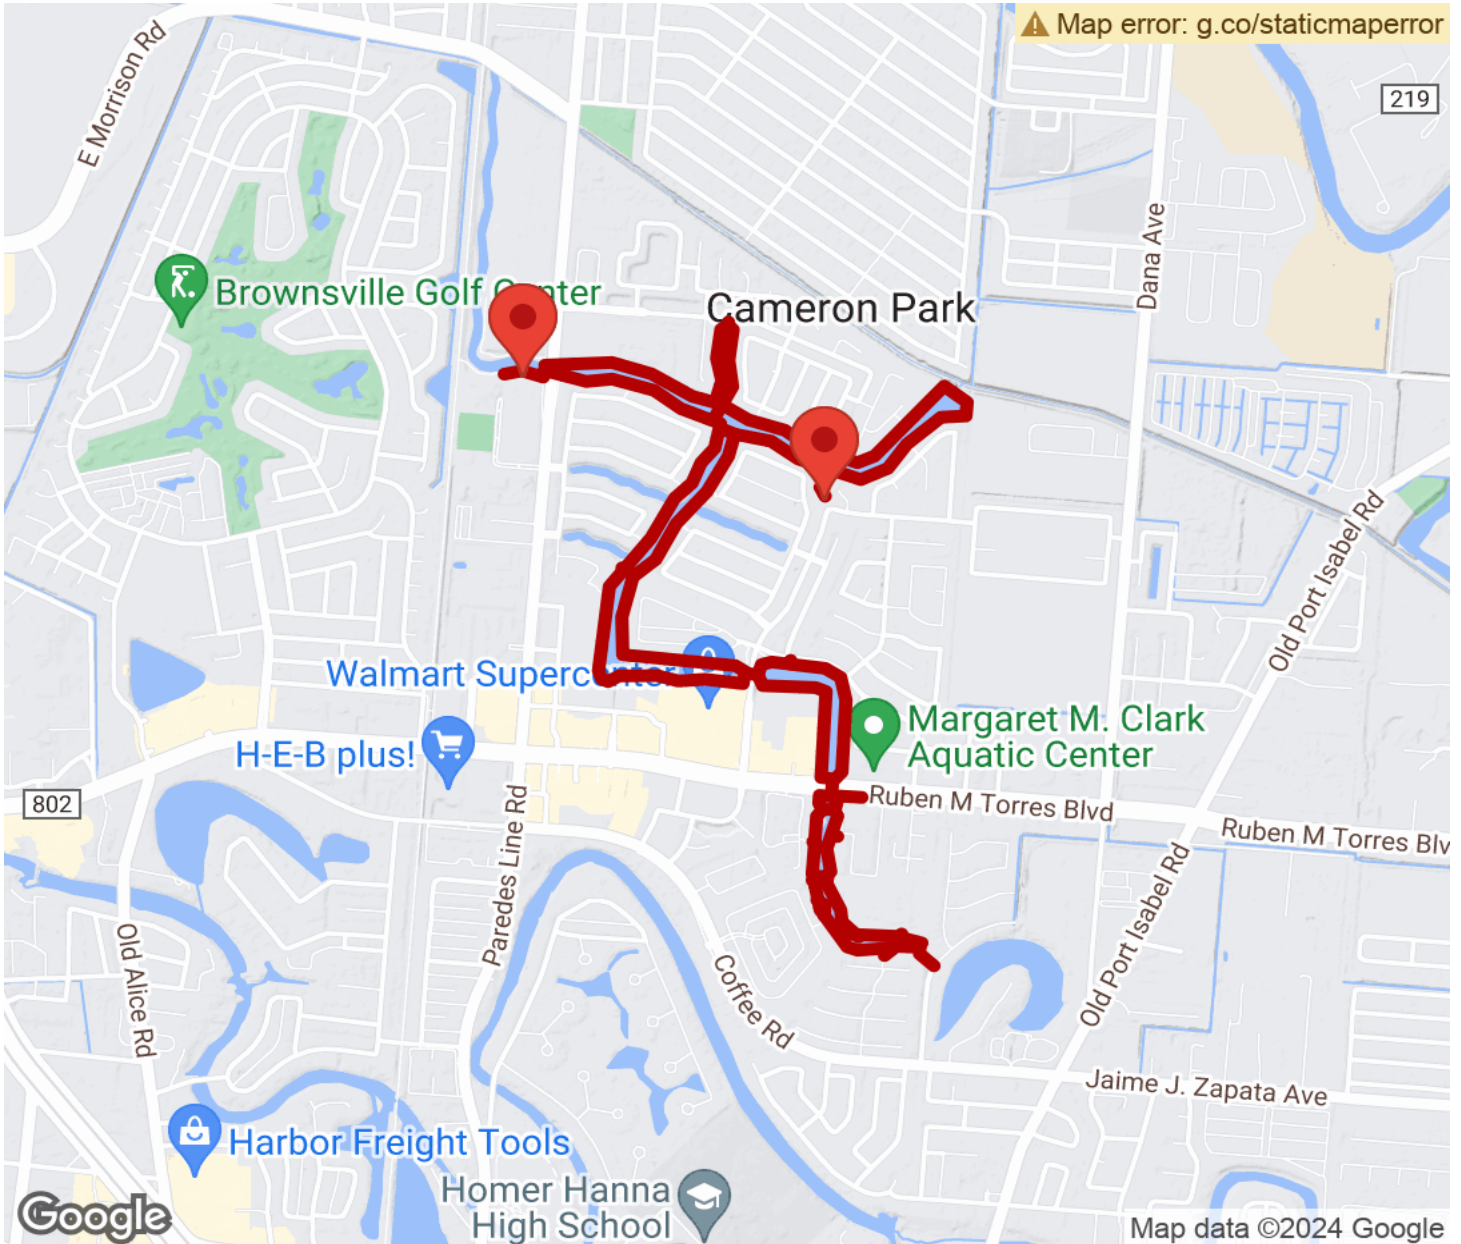 Map error: g.co/staticmaperror
E Morrison Rd
219
Dana Ave
Brownsville Golf Center
Cameron Park
Old Port Isabel Rd
Walmart Supercenter
Margaret M. Clark
Aquatic Center
H-E-B plus!
802
Ruben M Torres Blvd
Ruben M Torres Blv
Paredes Line Rd
Old Alice Rd
Coffee Rd
Old Port Isabel Rd
Jaime J. Zapata Ave
Harbor Freight Tools
Homer Hanna
High School
Google
Map data ©2024 Google